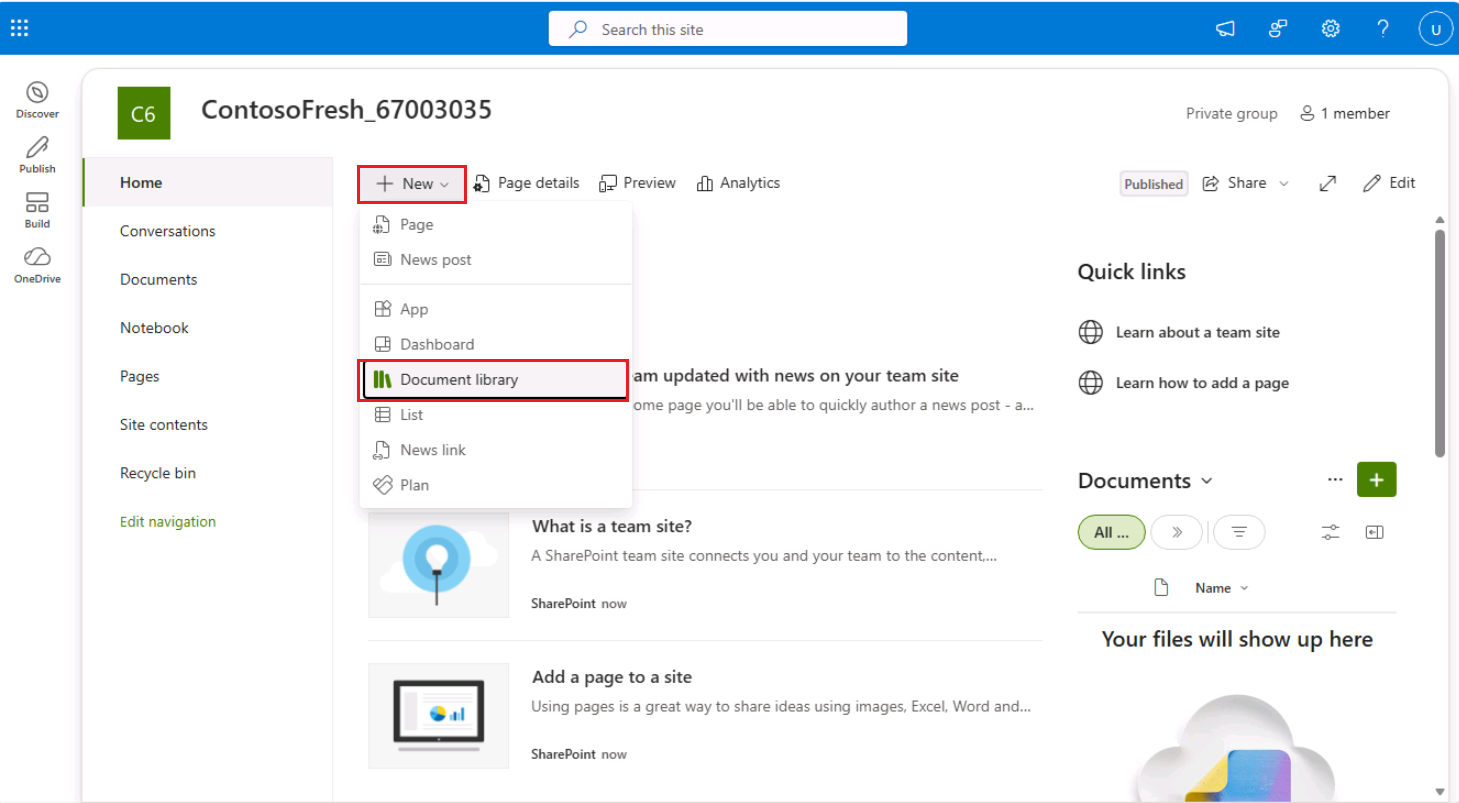 Search this site
U
Discover
Publish
Build
OneDrive
C6
ContosoFresh_67003035
Private group
1 member
Home
Conversations
Documents
Notebook
Pages
Site contents
Recycle bin
Edit navigation
New
Page details
Preview
Analytics
Published
Share
Edit
Page
News post
App
Dashboard
Document library
List
News link
Plan
am updated with news on your team site
ome page you'll be able to quickly author a news post - a...
What is a team site?
A SharePoint team site connects you and your team to the content,...
SharePoint now
Add a page to a site
Using pages is a great way to share ideas using images, Excel, Word and...
SharePoint now
Quick links
Learn about a team site
Learn how to add a page
Documents
All ...
Name
Your files will show up here